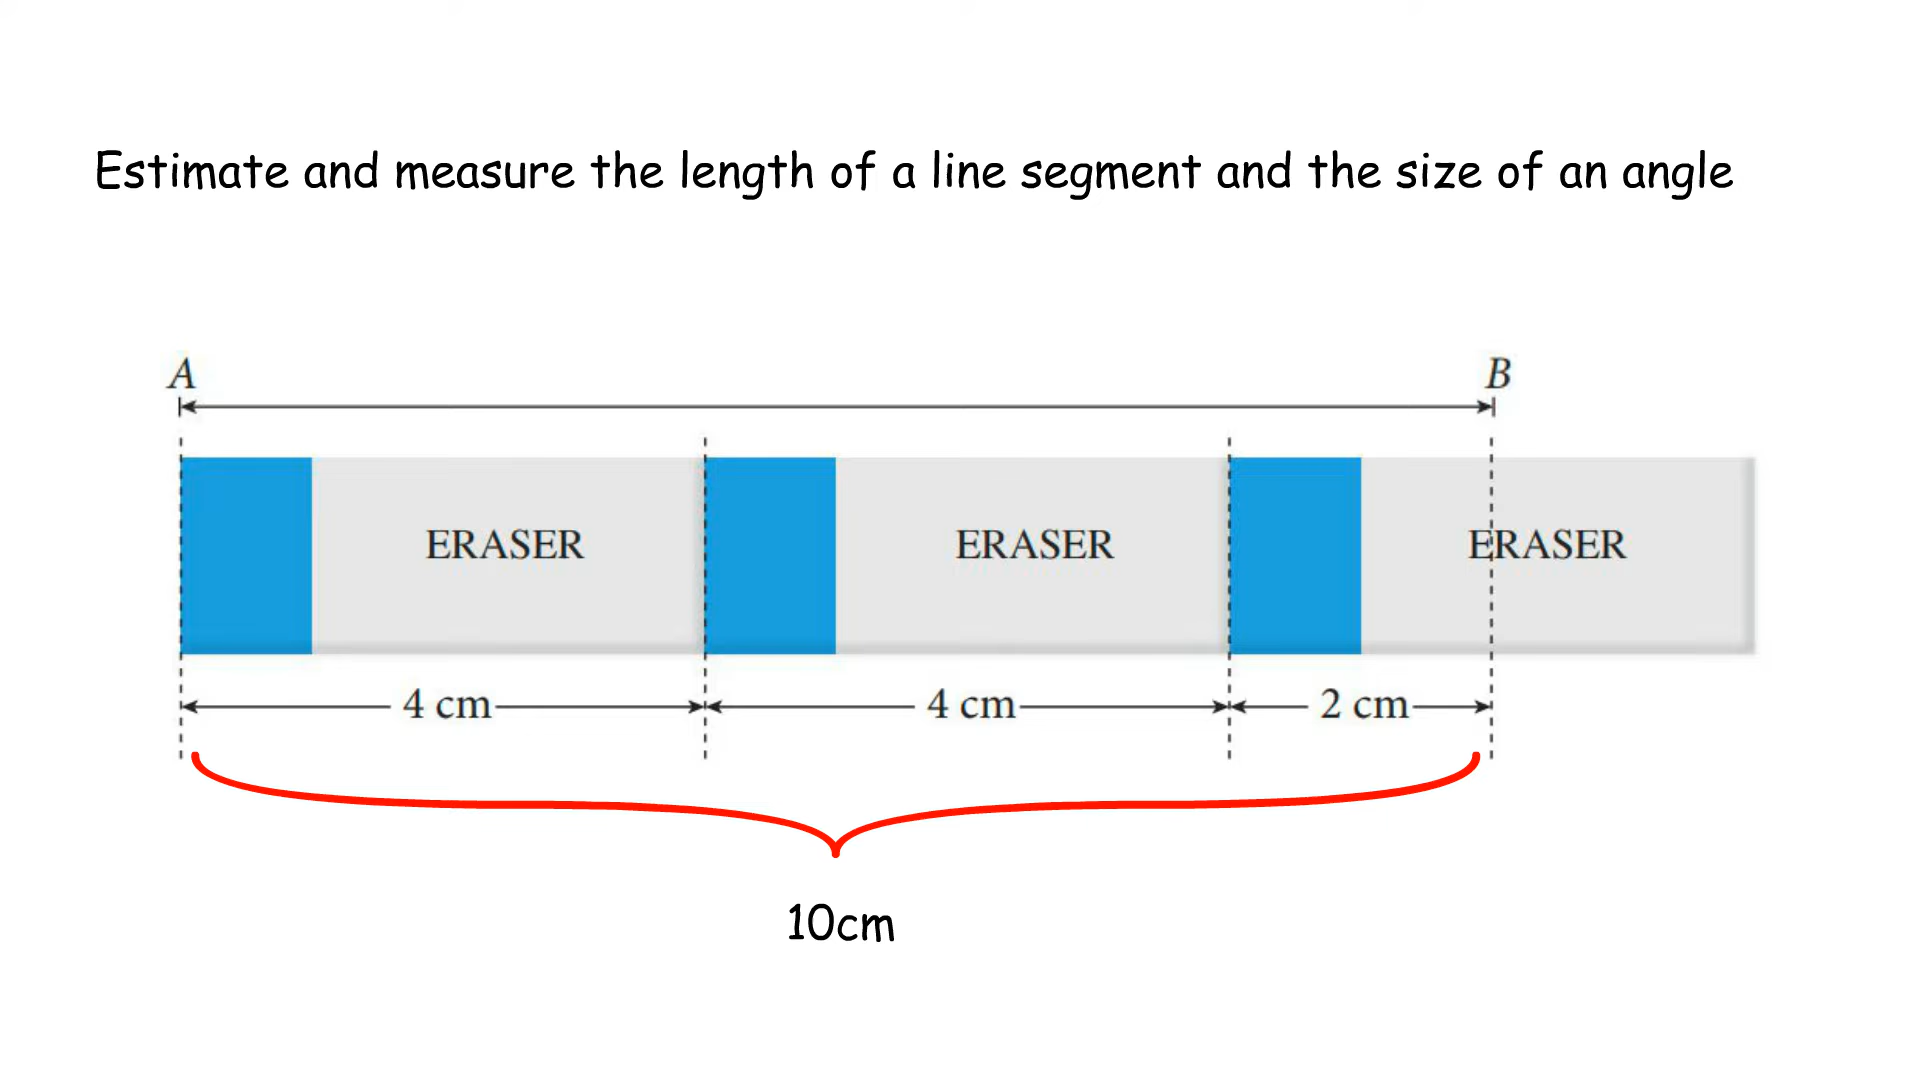 Estimate and measure the length of a line segment and the size of an angle
A B
ERASER ERASER ERASER
4 cm 4 cm 2 cm
10cm